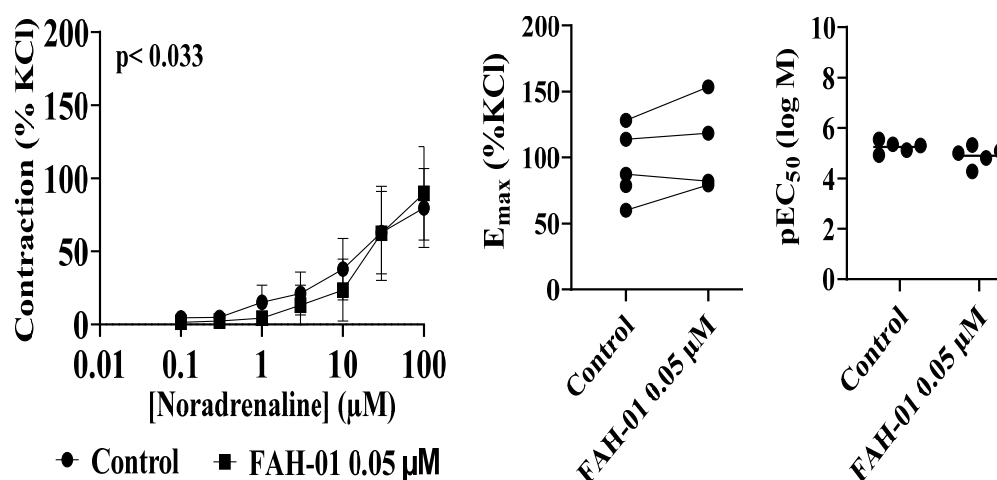 200
150
100
50
0
Contraction (% KCl)
p< 0.033
0.01 0.1 1 10 100
[Noradrenaline] (µM)
Control FAH-01 0.05 µM
200
150
100
50
0
Emax (%KCl)
Control
FAH-01 0.05 µM
10
8
6
4
2
0
pEC50 (log M)
Control
FAH-01 0.05 µM